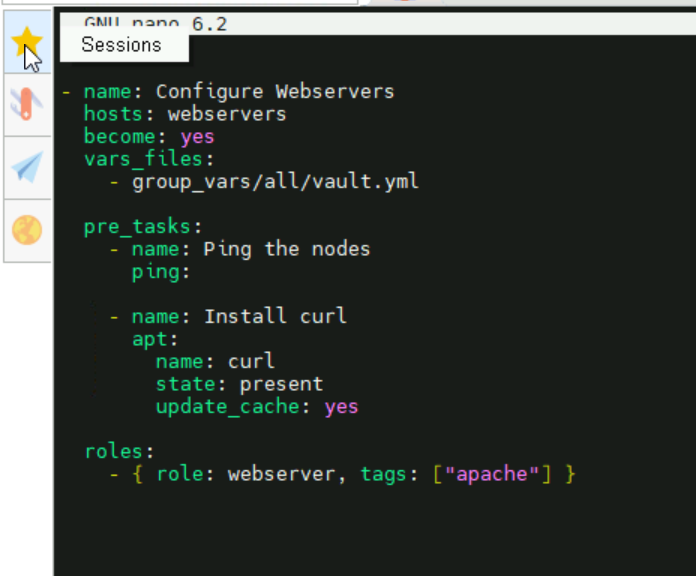 GNU nano 6.2
Sessions
- name: Configure Webservers
  hosts: webservers
  become: yes
  vars_files:
    - group_vars/all/vault.yml

  pre_tasks:
    - name: Ping the nodes
      ping:

    - name: Install curl
      apt:
        name: curl
        state: present
        update_cache: yes

  roles:
    - { role: webserver, tags: ["apache"] }